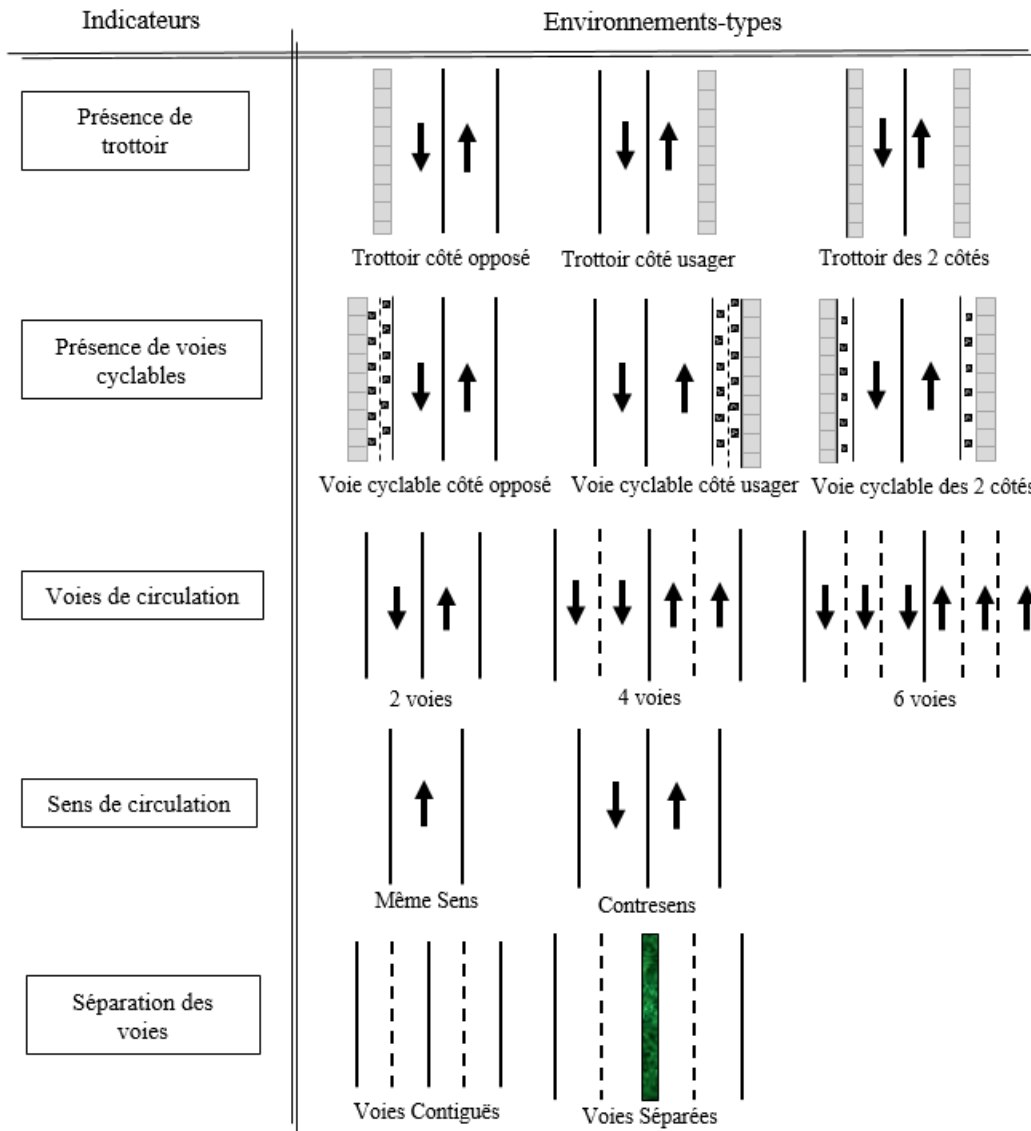 Indicateurs
Environnements-types
Présence de
trottoir
Trottoir côté opposé
Trottoir côté usager
Trottoir des 2 côtés
Présence de voies
cyclables
Voie cyclable côté opposé
Voie cyclable côté usager
Voie cyclable des 2 côtés
Voies de circulation
2 voies
4 voies
6 voies
Sens de circulation
Même Sens
Contresens
Séparation des
voies
Voies Contiguës
Voies Séparées